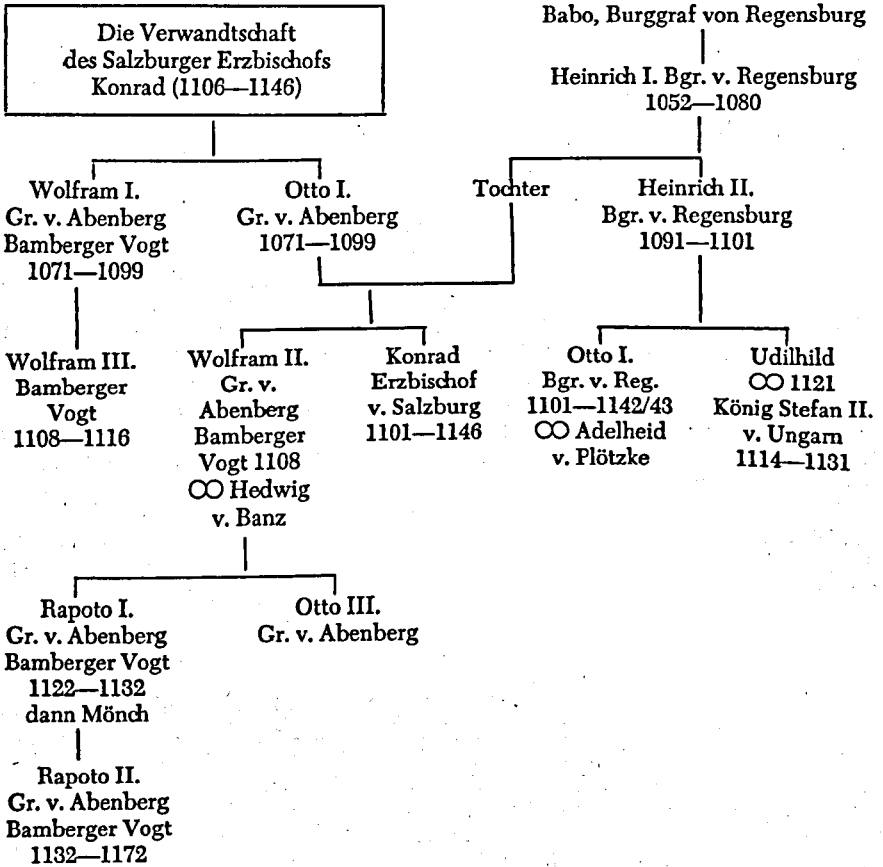 Die Verwandtschaft
des Salzburger Erzbischofs
Konrad (1106—1146)
Babo, Burggraf von Regensburg
Heinrich I. Bgr. v. Regensburg
1052—1080
Wolfram I.
Gr. v. Abenberg
Bamberger Vogt
1071—1099
Otto I.
Gr. v. Abenberg
1071—1099
Tochter
Heinrich II.
Bgr. v. Regensburg
1091—1101
Wolfram III.
Bamberger
Vogt
1108—1116
Wolfram II.
Gr. v.
Abenberg
Bamberger
Vogt 1108
∞ Hedwig
v. Banz
Konrad
Erzbischof
v. Salzburg
1101—1146
Otto I.
Bgr. v. Reg.
1101—1142/43
∞ Adelheid
v. Plötzke
Udilhild
∞ 1121
König Stefan II.
v. Ungarn
1114—1131
Rapoto I.
Gr. v. Abenberg
Bamberger Vogt
1122—1132
dann Mönch
Otto III.
Gr. v. Abenberg
Rapoto II.
Gr. v. Abenberg
Bamberger Vogt
1132—1172